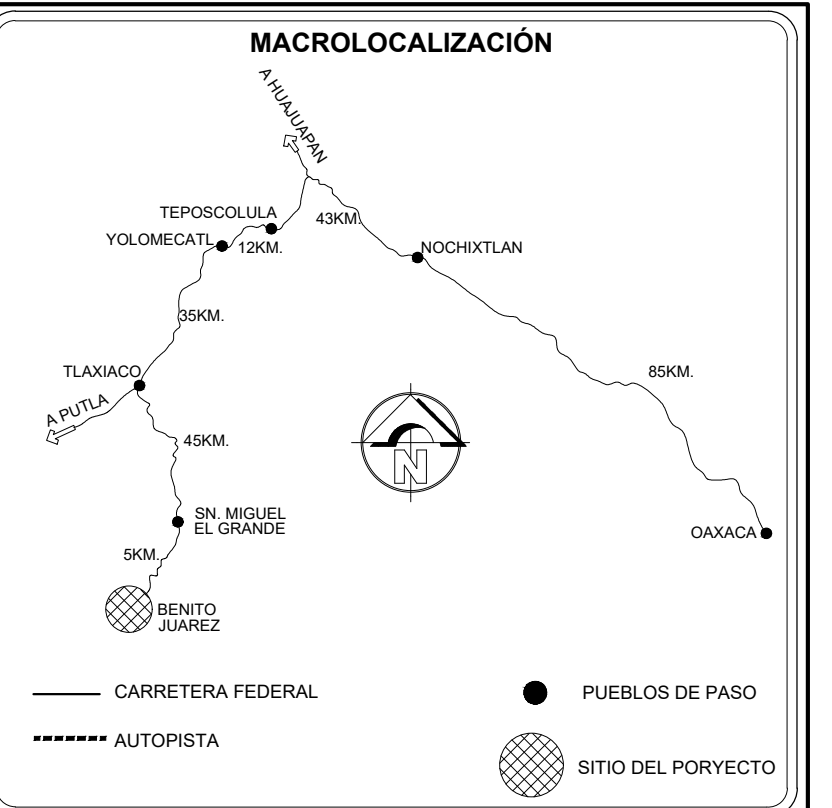 MACROLOCALIZACIÓN
A HUAJUAPAN
TEPOSCOLULA
43KM.
YOLOMECATL
12KM.
NOCHIXTLAN
35KM.
TLAXIACO
85KM.
A PUTLA
45KM.
N
SN. MIGUEL
EL GRANDE
OAXACA
5KM.
BENITO
JUAREZ
CARRETERA FEDERAL
PUEBLOS DE PASO
AUTOPISTA
SITIO DEL PORYECTO